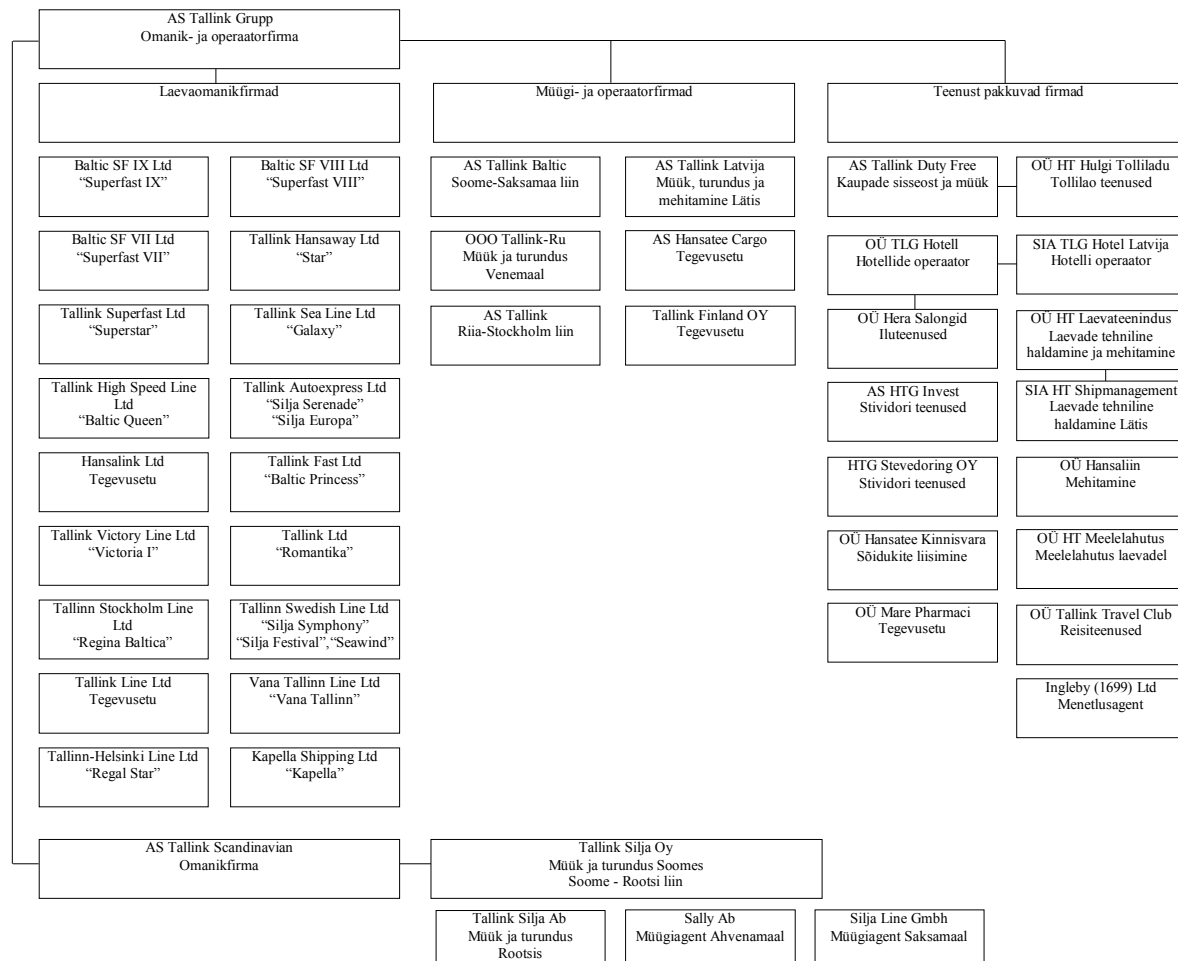 AS Tallink Grupp
Omanik- ja operaatorfirma
Laevaomanikfirmad
Müügi- ja operaatorfirmad
Teenust pakkuvad firmad
Baltic SF IX Ltd
“Superfast IX”
Baltic SF VIII Ltd
“Superfast VIII”
AS Tallink Baltic
Soome-Saksamaa liin
AS Tallink Latvija
Müük, turundus ja
mehitamine Lätis
AS Tallink Duty Free
Kaupade sisseost ja müük
OÜ HT Hulgi Tolliladu
Tollilao teenused
Baltic SF VII Ltd
“Superfast VII”
Tallink Hansaway Ltd
“Star”
OOO Tallink-Ru
Müük ja turundus
Venemaal
AS Hansatee Cargo
Tegevusetu
OÜ TLG Hotell
Hotellide operaator
SIA TLG Hotel Latvija
Hotelli operaator
Tallink Superfast Ltd
“Superstar”
Tallink Sea Line Ltd
“Galaxy”
AS Tallink
Riia-Stockholm liin
Tallink Finland OY
Tegevusetu
OÜ Hera Salongid
Iluteenused
OÜ HT Laevateenindus
Laevade tehniline
haldamine ja mehitamine
Tallink High Speed Line
Ltd
“Baltic Queen”
Tallink Autoexpress Ltd
“Silja Serenade”
“Silja Europa”
AS HTG Invest
Stividori teenused
SIA HT Shipmanagement
Laevade tehniline
haldamine Lätis
Hansalink Ltd
Tegevusetu
Tallink Fast Ltd
“Baltic Princess”
HTG Stevedoring OY
Stividori teenused
OÜ Hansaliin
Mehitamine
Tallink Victory Line Ltd
“Victoria I”
Tallink Ltd
“Romantika”
OÜ Hansatee Kinnisvara
Sõidukite liisimine
OÜ HT Meelelahutus
Meelelahutus laevadel
Tallinn Stockholm Line
Ltd
“Regina Baltica”
Tallinn Swedish Line Ltd
“Silja Symphony”
“Silja Festival”,“Seawind”
OÜ Mare Pharmaci
Tegevusetu
OÜ Tallink Travel Club
Reisiteenused
Tallink Line Ltd
Tegevusetu
Vana Tallinn Line Ltd
“Vana Tallinn”
Ingleby (1699) Ltd
Menetlusagent
Tallinn-Helsinki Line Ltd
“Regal Star”
Kapella Shipping Ltd
“Kapella”
AS Tallink Scandinavian
Omanikfirma
Tallink Silja Oy
Müük ja turundus Soomes
Soome - Rootsi liin
Tallink Silja Ab
Müük ja turundus
Rootsis
Sally Ab
Müügiagent Ahvenamaal
Silja Line Gmbh
Müügiagent Saksamaal